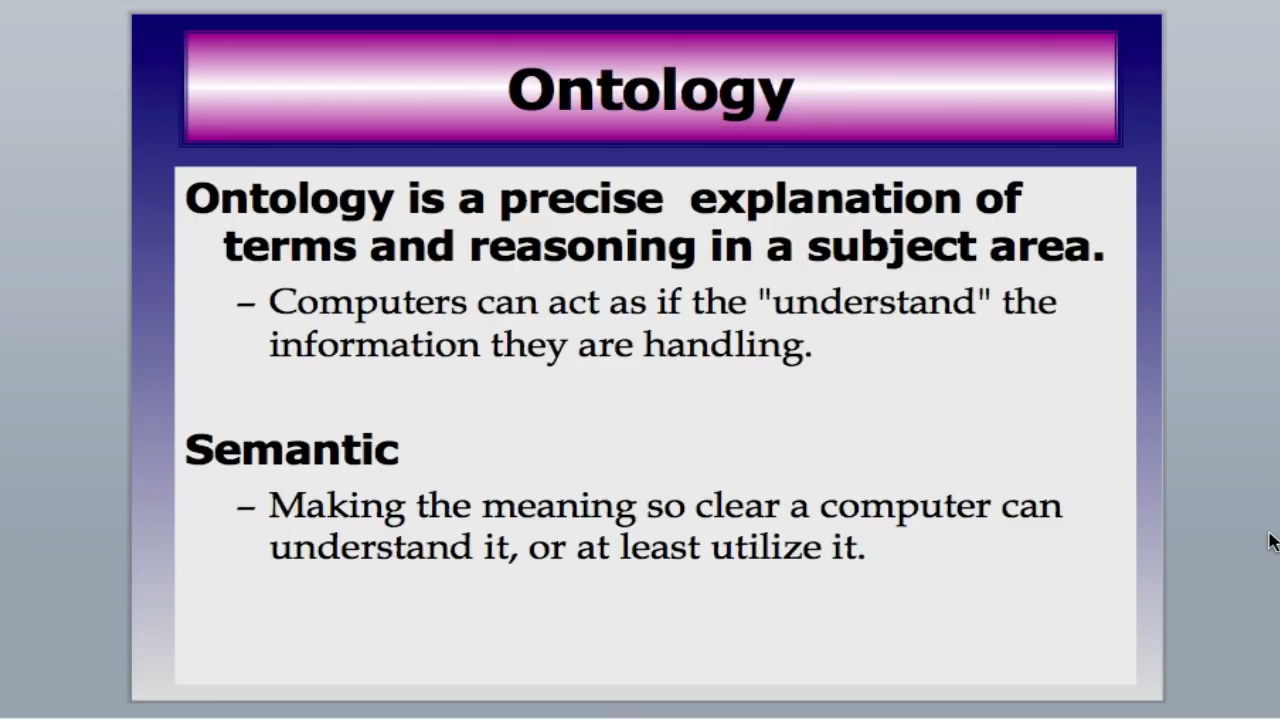 Ontology
Ontology is a precise  explanation of
terms and reasoning in a subject area.
– Computers can act as if the "understand" the
information they are handling.
Semantic
– Making the meaning so clear a computer can
understand it, or at least utilize it.